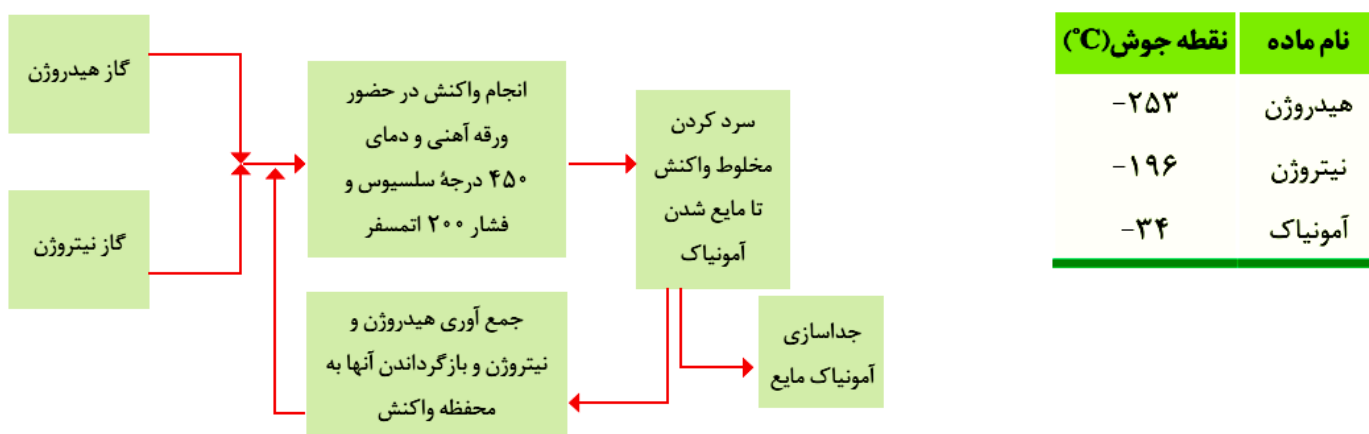 گاز هیدروژن
گاز نیتروژن
انجام واکنش در حضور
ورقه آهنی و دمای
۴۵۰ درجهٔ سلسیوس و
فشار ۲۰۰ اتمسفر
سرد کردن
مخلوط واکنش
تا مایع شدن
آمونیاک
جمع آوری هیدروژن و
نیتروژن و بازگرداندن آنها به
محفظه واکنش
جداسازی
آمونیاک مایع
نام ماده نقطه جوش(°C)
هیدروژن -۲۵۳
نیتروژن -۱۹۶
آمونیاک -۳۴